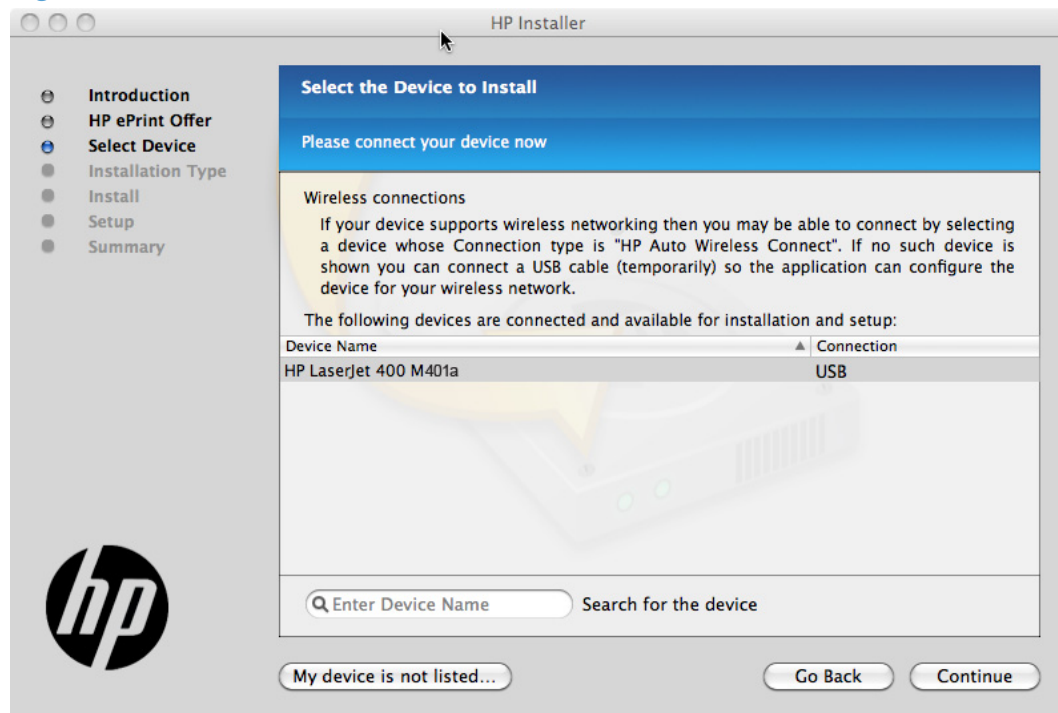 HP Installer
Introduction
HP ePrint Offer
Select Device
Installation Type
Install
Setup
Summary
Select the Device to Install
Please connect your device now
Wireless connections
If your device supports wireless networking then you may be able to connect by selecting
a device whose Connection type is "HP Auto Wireless Connect". If no such device is
shown you can connect a USB cable (temporarily) so the application can configure the
device for your wireless network.
The following devices are connected and available for installation and setup:
Device Name Connection
HP LaserJet 400 M401a USB
Enter Device Name Search for the device
hp
My device is not listed... Go Back Continue